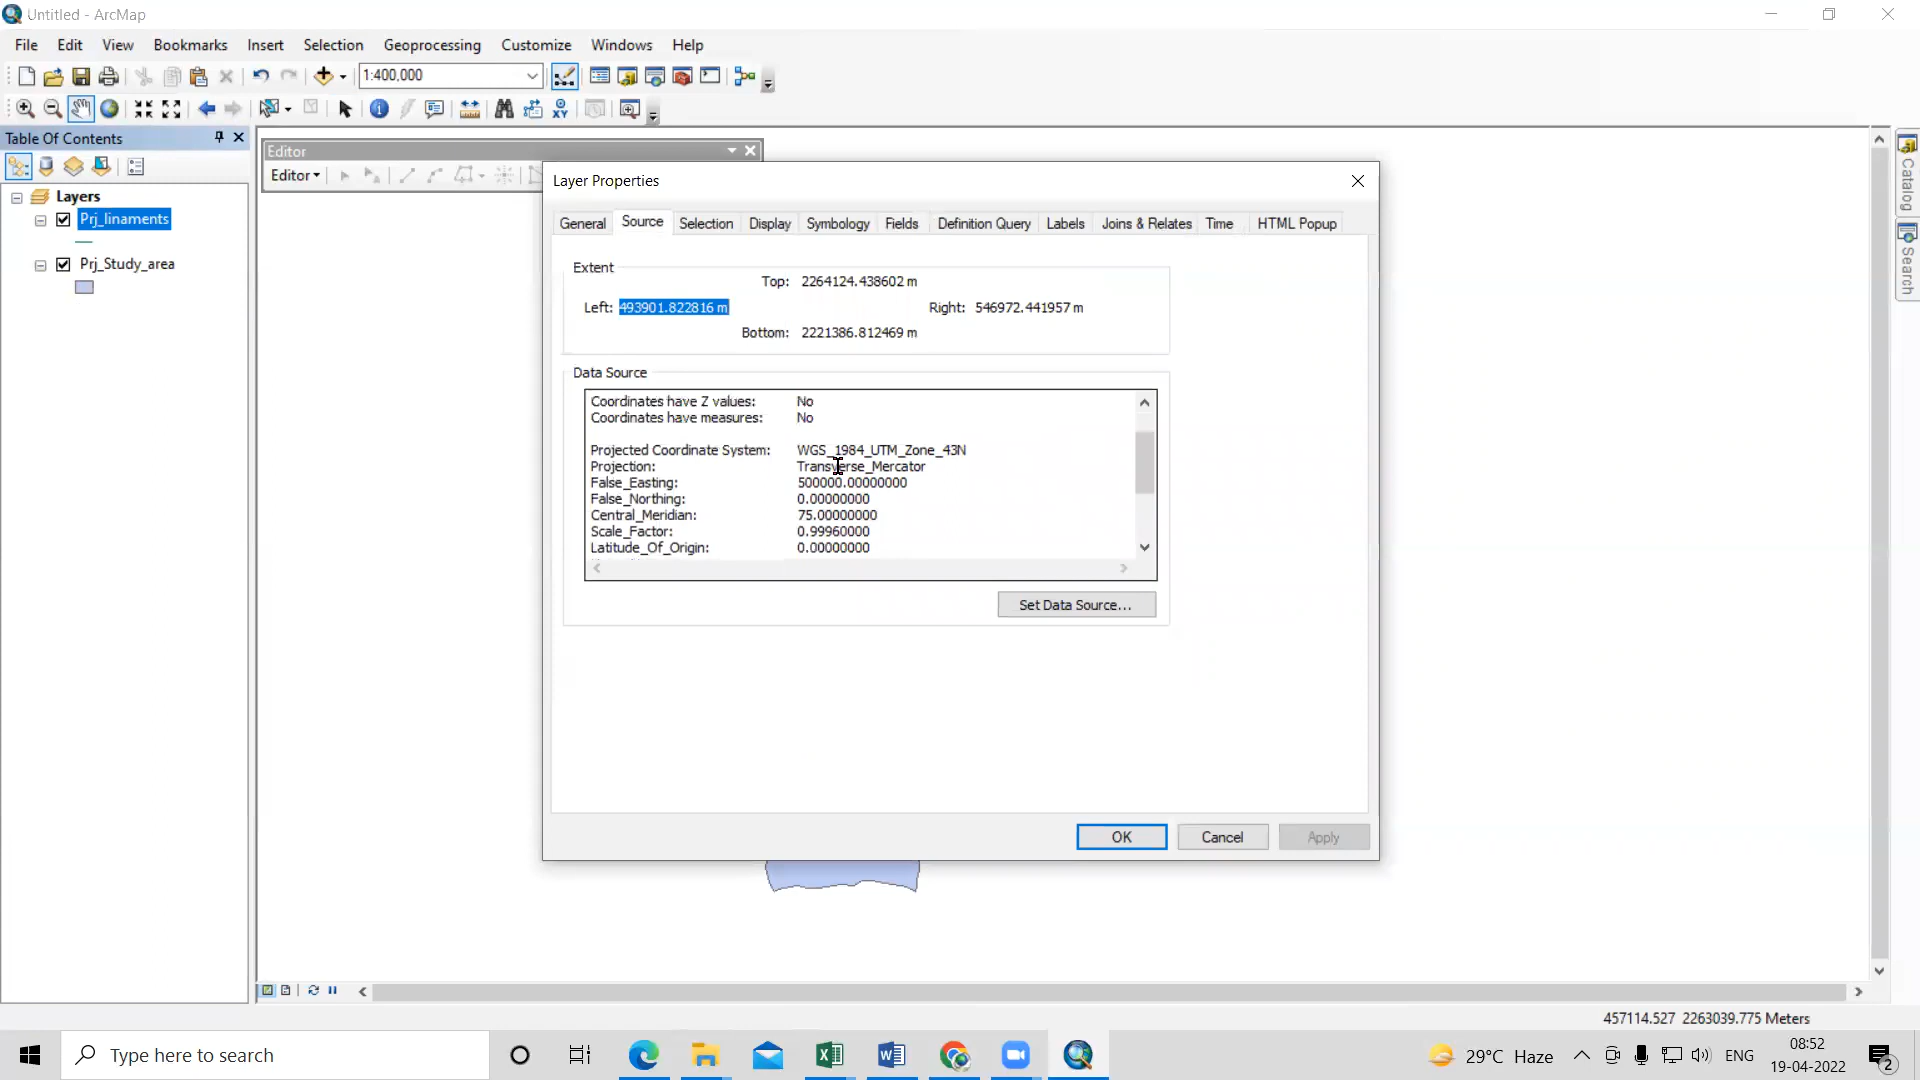 Untitled - ArcMap
File Edit View Bookmarks Insert Selection Geoprocessing Customize Windows Help
1:400,000
Table Of Contents
Layers
Prj_linaments
Prj_Study_area
Editor
Editor
Layer Properties
General Source Selection Display Symbology Fields Definition Query Labels Joins & Relates Time HTML Popup
Extent
Top: 2264124.438602 m
Left: 493901.822816 m Right: 546972.441957 m
Bottom: 2221386.812469 m
Data Source
Coordinates have Z values: No
Coordinates have measures: No
Projected Coordinate System: WGS_1984_UTM_Zone_43N
Projection: Transverse_Mercator
False_Easting: 500000.00000000
False_Northing: 0.00000000
Central_Meridian: 75.00000000
Scale_Factor: 0.99960000
Latitude_Of_Origin: 0.00000000
Set Data Source...
OK Cancel Apply
Catalog
Search
457114.527 2263039.775 Meters
Type here to search
29°C Haze
ENG
08:52
19-04-2022
2